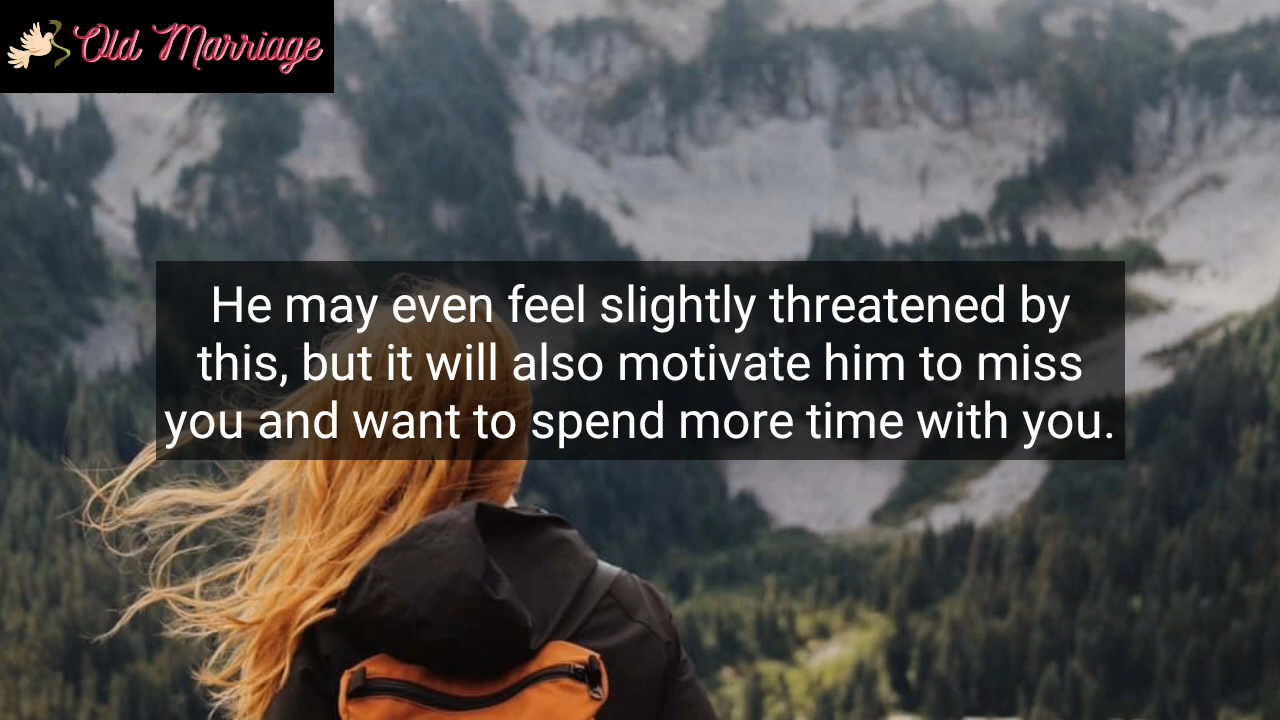 Old Marriage
He may even feel slightly threatened by
this, but it will also motivate him to miss
you and want to spend more time with you.